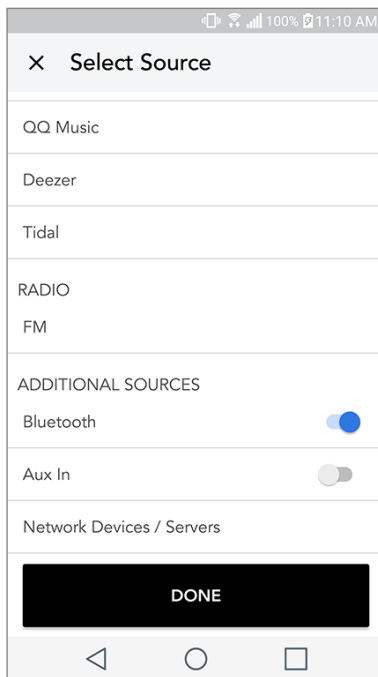 100% 11:10 AM
× Select Source
QQ Music
Deezer
Tidal
RADIO
FM
ADDITIONAL SOURCES
Bluetooth
Aux In
Network Devices / Servers
DONE